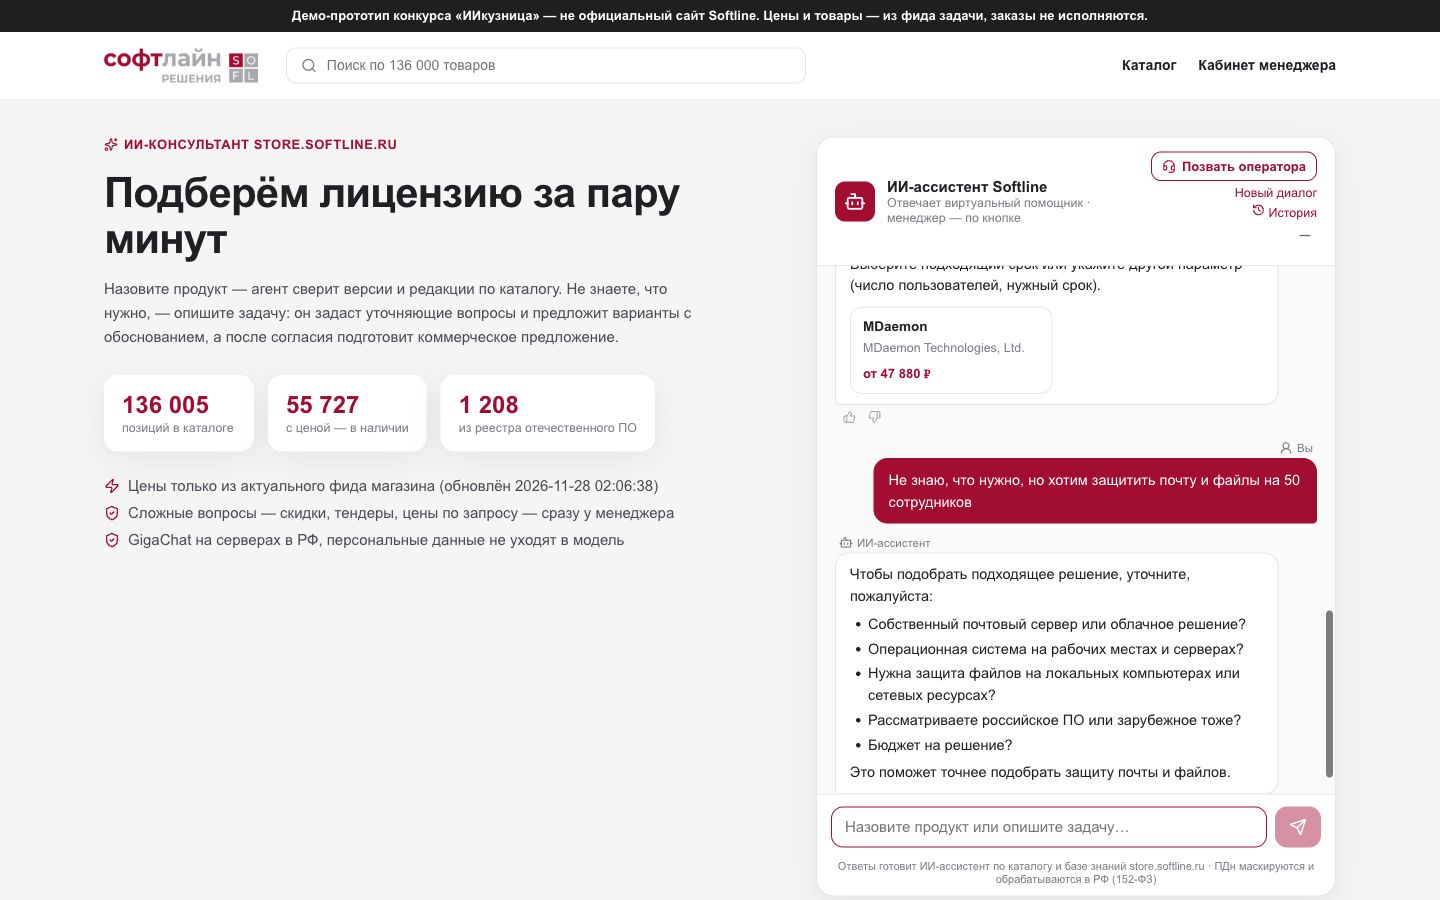 Демо-прототип конкурса «ИИкузница» — не официальный сайт Softline. Цены и товары — из фида задачи, заказы не исполняются.
софтлайн
РЕШЕНИЯ
SO
FL
Поиск по 136 000 товаров
Каталог
Кабинет менеджера
ИИ-КОНСУЛЬТАНТ STORE.SOFTLINE.RU
Подберём лицензию за пару
минут
Назовите продукт — агент сверит версии и редакции по каталогу. Не знаете, что
нужно, — опишите задачу: он задаст уточняющие вопросы и предложит варианты с
обоснованием, а после согласия подготовит коммерческое предложение.
136 005
позиций в каталоге
55 727
с ценой — в наличии
1 208
из реестра отечественного ПО
Цены только из актуального фида магазина (обновлён 2026-11-28 02:06:38)
Сложные вопросы — скидки, тендеры, цены по запросу — сразу у менеджера
GigaChat на серверах в РФ, персональные данные не уходят в модель
ИИ-ассистент Softline
Отвечает виртуальный помощник ·
менеджер — по кнопке
Позвать оператора
Новый диалог
История
—
Выберите подходящий срок или укажите другой параметр
(число пользователей, нужный срок).
MDaemon
MDaemon Technologies, Ltd.
от 47 880 ₽
Вы
Не знаю, что нужно, но хотим защитить почту и файлы на 50
сотрудников
ИИ-ассистент
Чтобы подобрать подходящее решение, уточните,
пожалуйста:
• Собственный почтовый сервер или облачное решение?
• Операционная система на рабочих местах и серверах?
• Нужна защита файлов на локальных компьютерах или
сетевых ресурсах?
• Рассматриваете российское ПО или зарубежное тоже?
• Бюджет на решение?
Это поможет точнее подобрать защиту почты и файлов.
Назовите продукт или опишите задачу…
Ответы готовит ИИ-ассистент по каталогу и базе знаний store.softline.ru · ПДн маскируются и
обрабатываются в РФ (152-ФЗ)